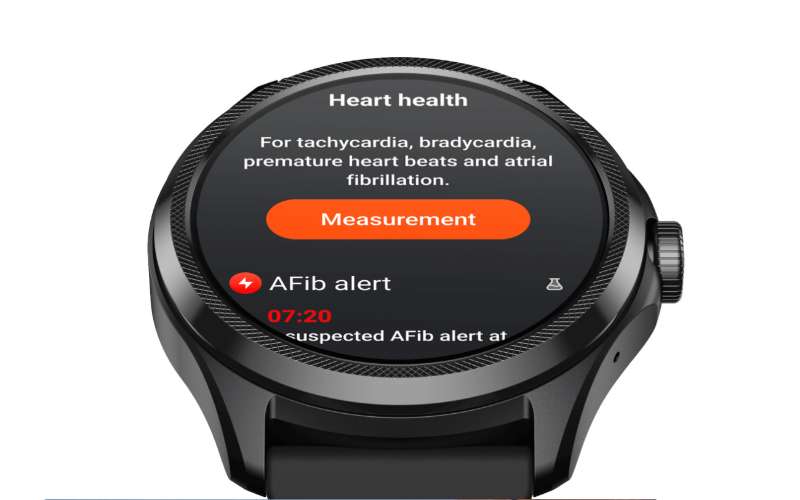 Heart health
For tachycardia, bradycardia,
premature heart beats and atrial
fibrillation.
Measurement
AFib alert
07:20
suspected AFib alert at